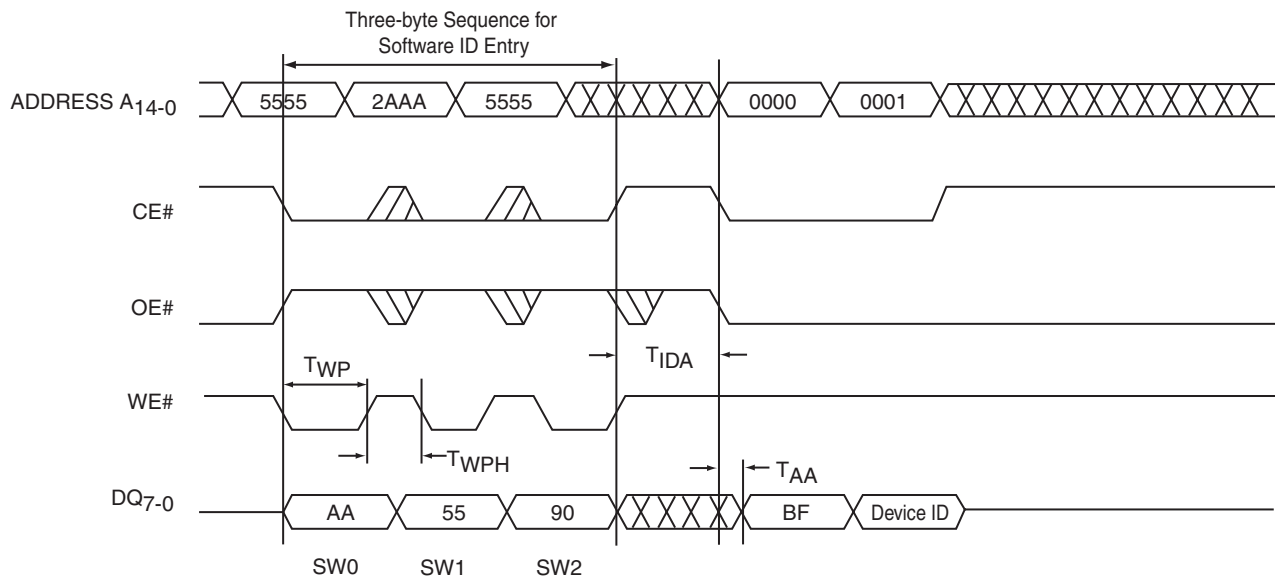 Three-byte Sequence for
Software ID Entry
ADDRESS A14-0
5555 2AAA 5555 0000 0001
CE#
OE#
TIDA
TWP
WE#
TWPH
TAA
DQ7-0
AA 55 90 BF Device ID
SW0 SW1 SW2